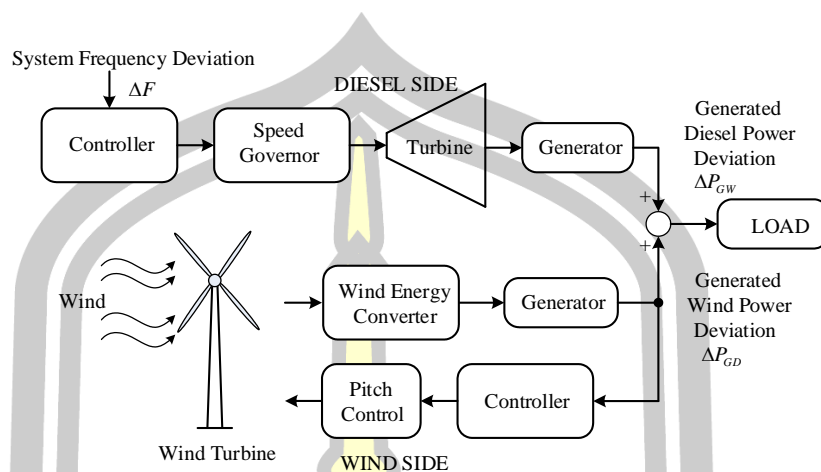 System Frequency Deviation
ΔF
DIESEL SIDE
Controller
Speed
Governor
Turbine
Generator
Generated
Diesel Power
Deviation
ΔP_GW
+
+
LOAD
Wind
Wind Energy
Converter
Generator
Generated
Wind Power
Deviation
ΔP_GD
Pitch
Control
Controller
Wind Turbine
WIND SIDE